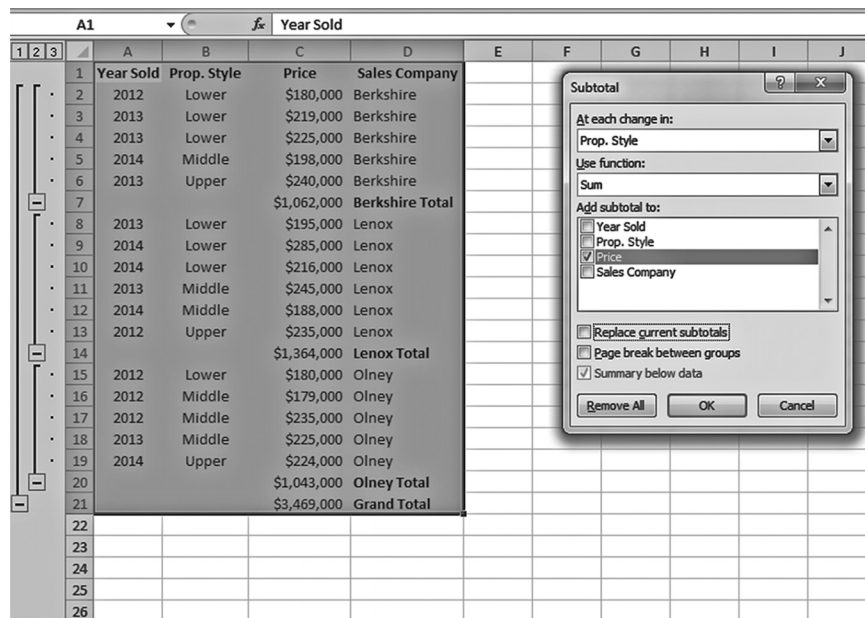 A1 fx Year Sold
1 2 3 A B C D E F G H I J
1 Year Sold Prop. Style Price Sales Company
2 2012 Lower $180,000 Berkshire
3 2013 Lower $219,000 Berkshire
4 2013 Lower $225,000 Berkshire
5 2014 Middle $198,000 Berkshire
6 2013 Upper $240,000 Berkshire
7 $1,062,000 Berkshire Total
8 2013 Lower $195,000 Lenox
9 2014 Lower $285,000 Lenox
10 2014 Lower $216,000 Lenox
11 2013 Middle $245,000 Lenox
12 2014 Middle $188,000 Lenox
13 2012 Upper $235,000 Lenox
14 $1,364,000 Lenox Total
15 2012 Lower $180,000 Olney
16 2012 Middle $179,000 Olney
17 2012 Middle $235,000 Olney
18 2013 Middle $225,000 Olney
19 2014 Upper $224,000 Olney
20 $1,043,000 Olney Total
21 $3,469,000 Grand Total
22
23
24
25
26
Subtotal ? X
At each change in:
Prop. Style
Use function:
Sum
Add subtotal to:
Year Sold
Prop. Style
Price
Sales Company
Replace current subtotals
Page break between groups
Summary below data
Remove All OK Cancel